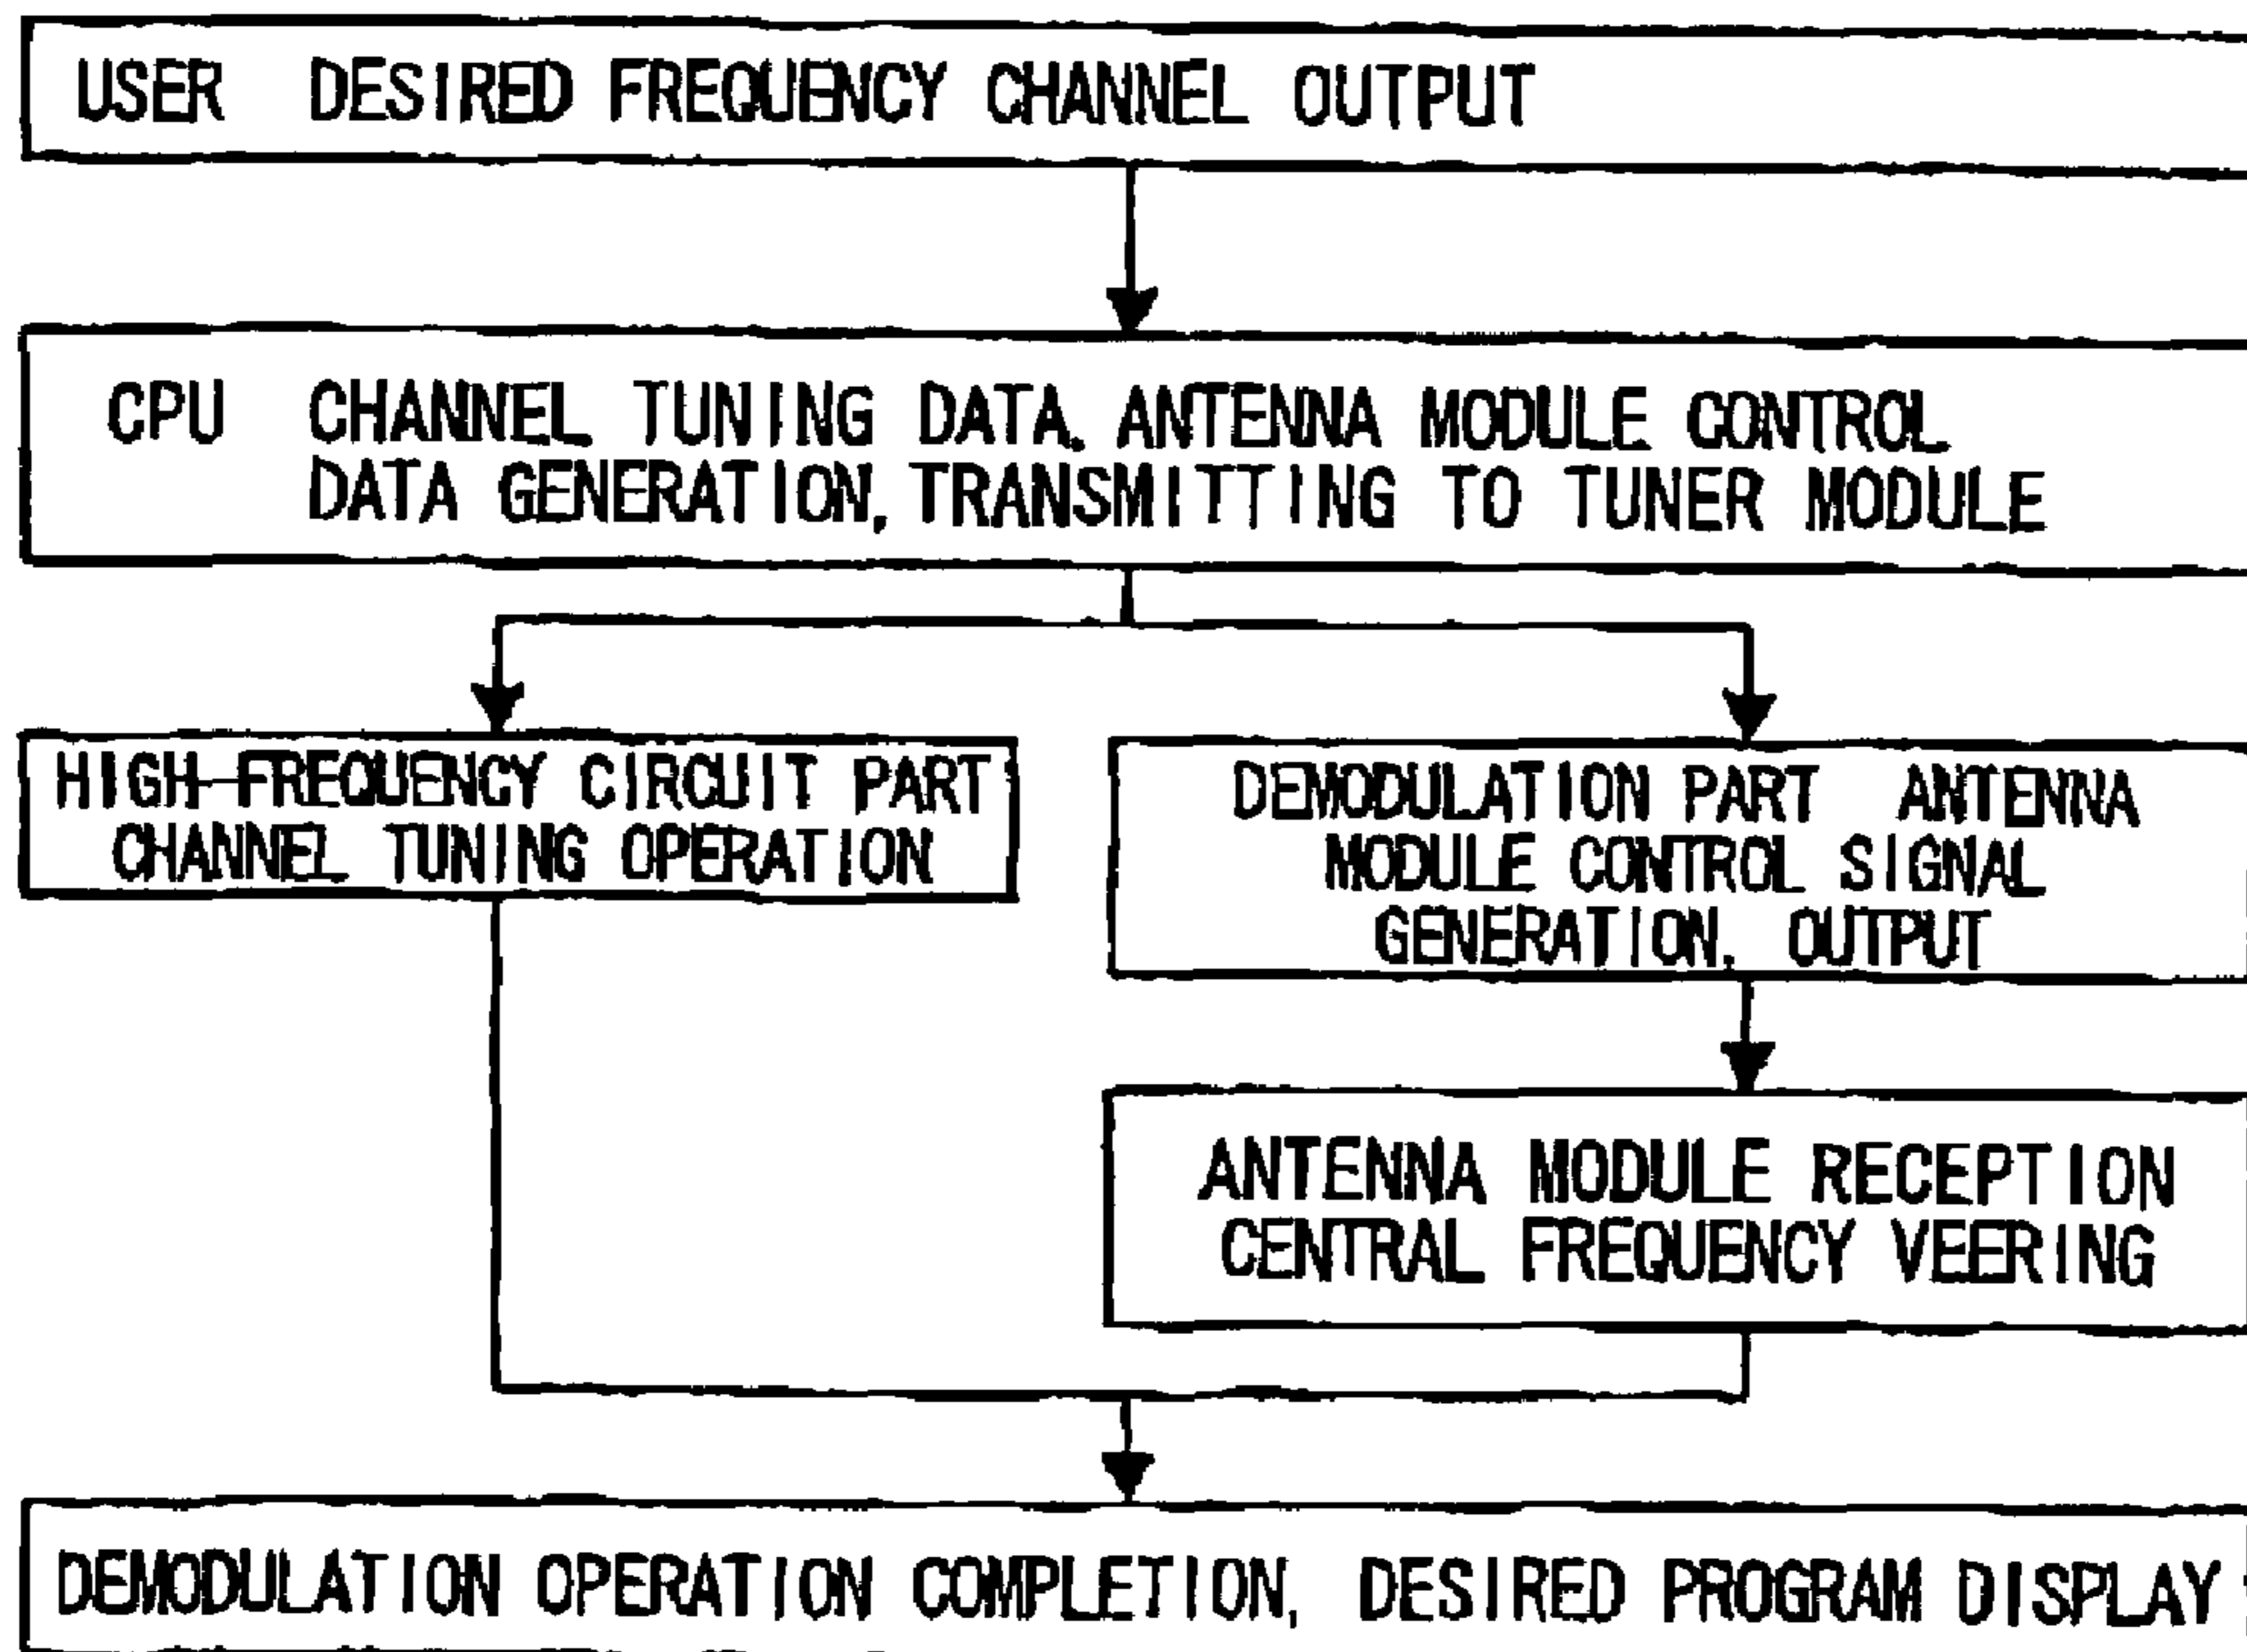 USER DESIRED FREQUENCY CHANNEL OUTPUT
CPU CHANNEL TUNING DATA, ANTENNA MODULE CONTROL
DATA GENERATION, TRANSMITTING TO TUNER MODULE
HIGH-FREQUENCY CIRCUIT PART
CHANNEL TUNING OPERATION
DEMODULATION PART ANTENNA
MODULE CONTROL SIGNAL
GENERATION, OUTPUT
ANTENNA MODULE RECEPTION
CENTRAL FREQUENCY VEERING
DEMODULATION OPERATION COMPLETION, DESIRED PROGRAM DISPLAY